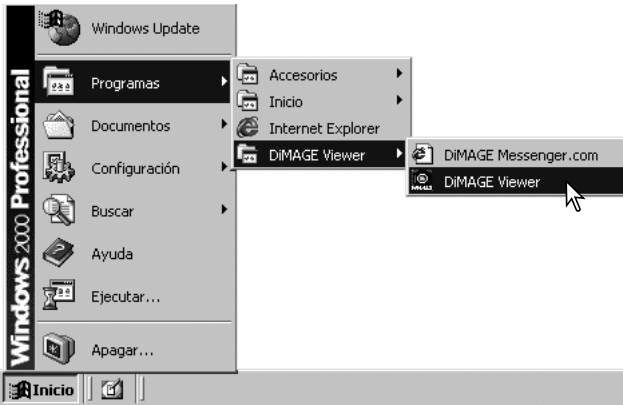 Windows 2000 Professional
Windows Update
Programas
Documentos
Configuración
Buscar
Ayuda
Ejecutar...
Apagar...
Accesorios
Inicio
Internet Explorer
DiMAGE Viewer
DiMAGE Messenger.com
DiMAGE Viewer
Inicio